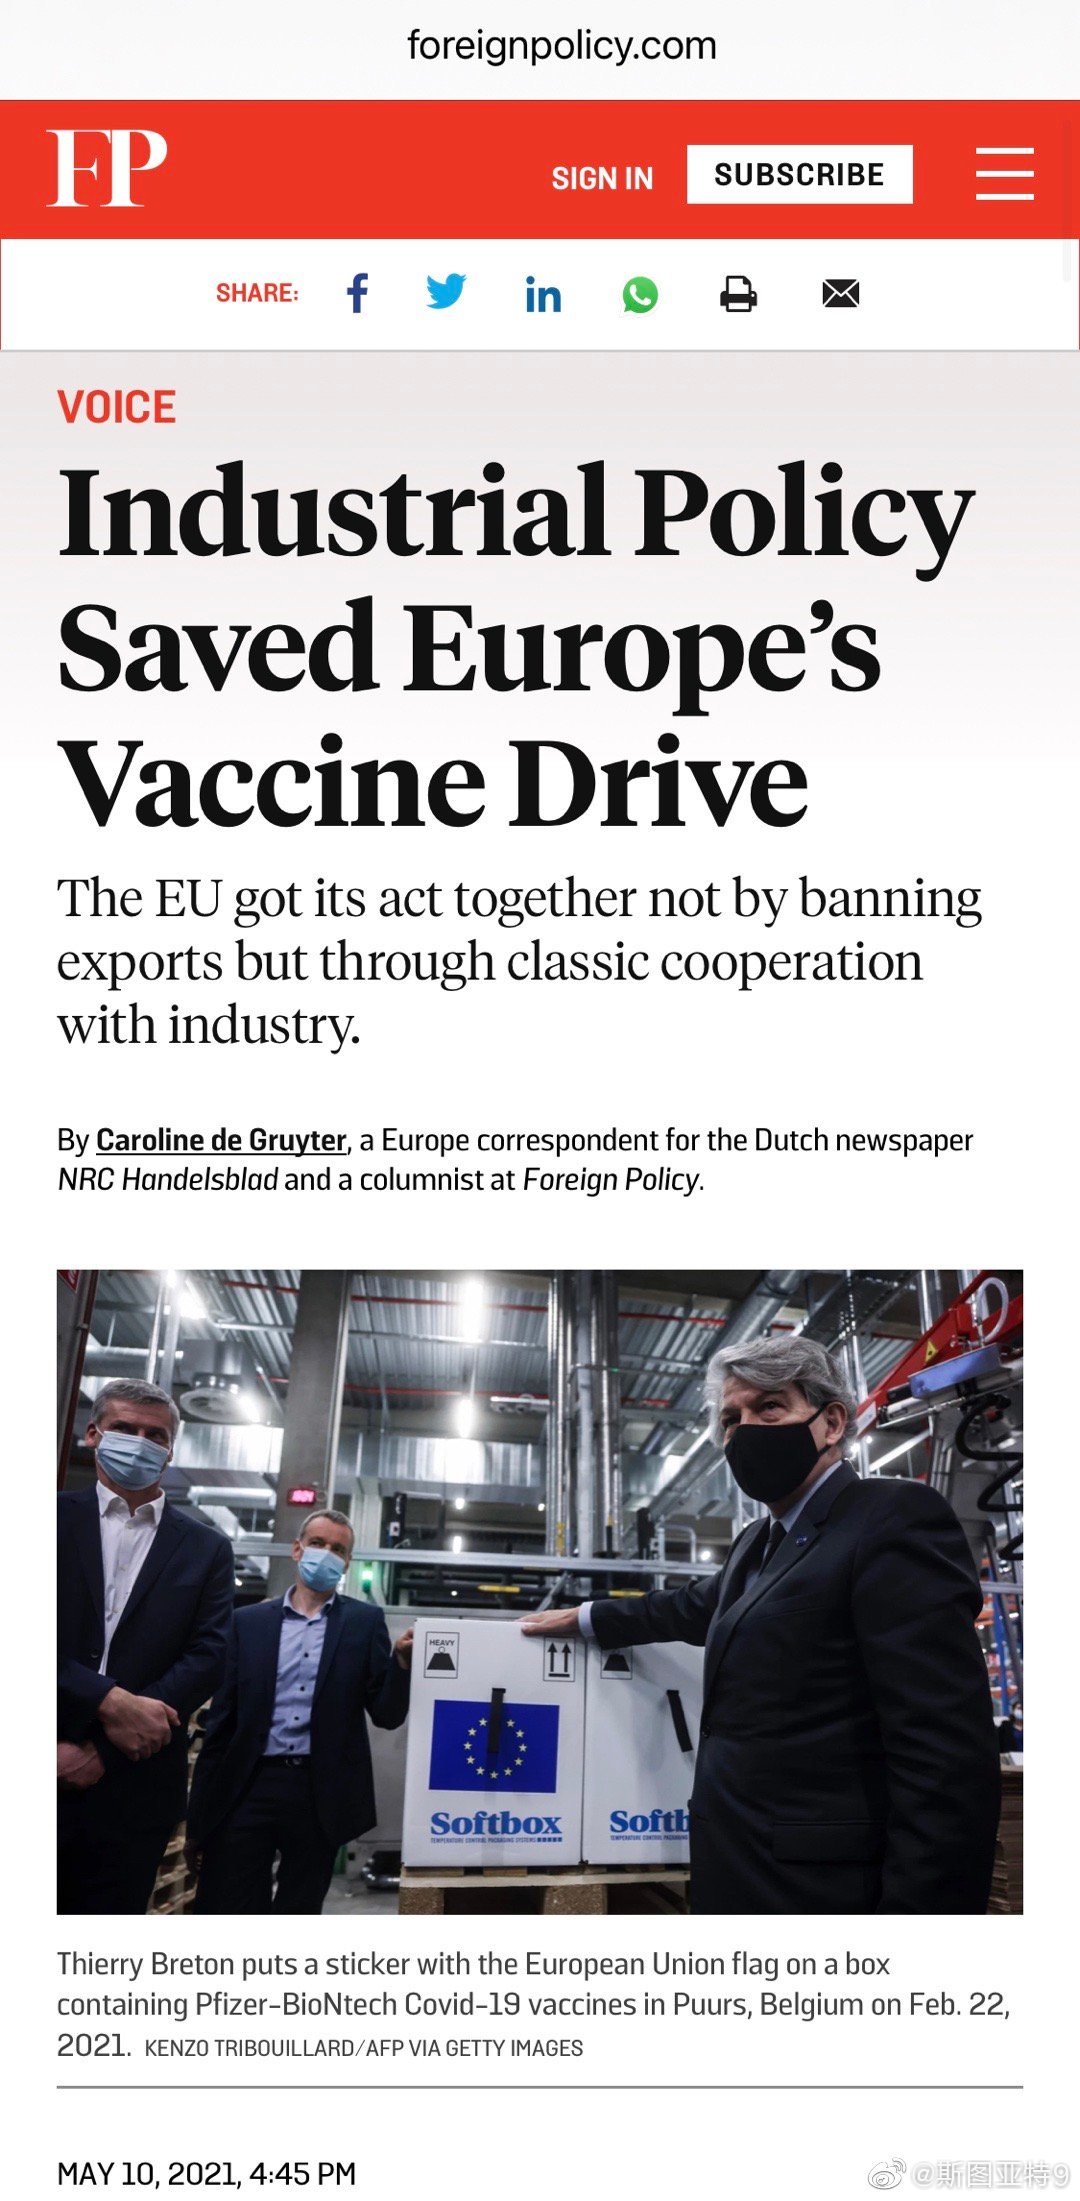 foreignpolicy.com
FP
SIGN IN
SUBSCRIBE
SHARE:
VOICE
Industrial Policy
Saved Europe’s
Vaccine Drive
The EU got its act together not by banning
exports but through classic cooperation
with industry.
By Caroline de Gruyter, a Europe correspondent for the Dutch newspaper
NRC Handelsblad and a columnist at Foreign Policy.
HEAVY
Softbox
TEMPERATURE CONTROL PACKAGING SYSTEMS
Softb
Thierry Breton puts a sticker with the European Union flag on a box
containing Pfizer-BioNtech Covid-19 vaccines in Puurs, Belgium on Feb. 22,
2021. KENZO TRIBOUILLARD/AFP VIA GETTY IMAGES
MAY 10, 2021, 4:45 PM
@斯图亚特9